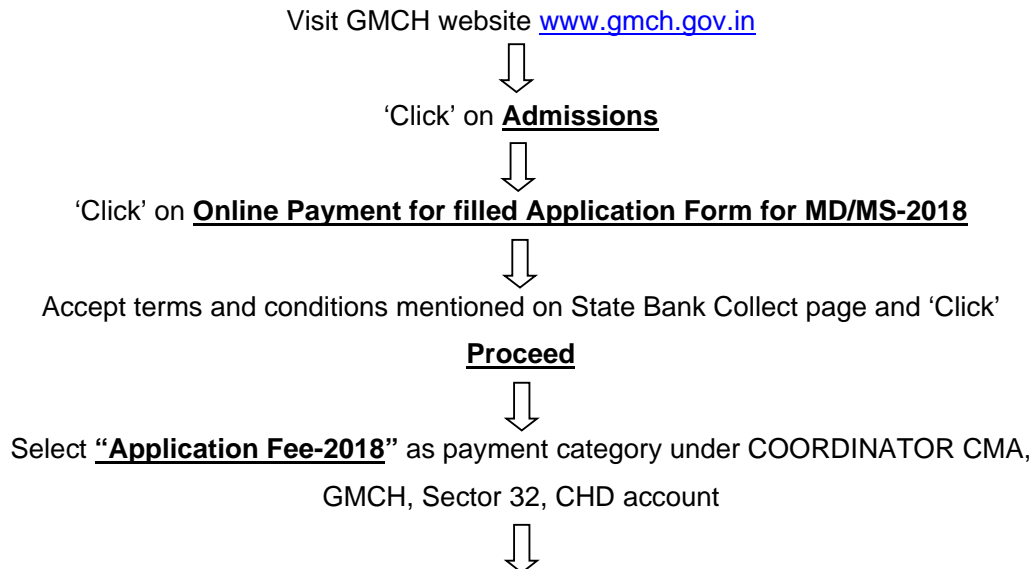 Visit GMCH website www.gmch.gov.in
‘Click’ on Admissions
‘Click’ on Online Payment for filled Application Form for MD/MS-2018
Accept terms and conditions mentioned on State Bank Collect page and ‘Click’
Proceed
Select “Application Fee-2018” as payment category under COORDINATOR CMA,
GMCH, Sector 32, CHD account